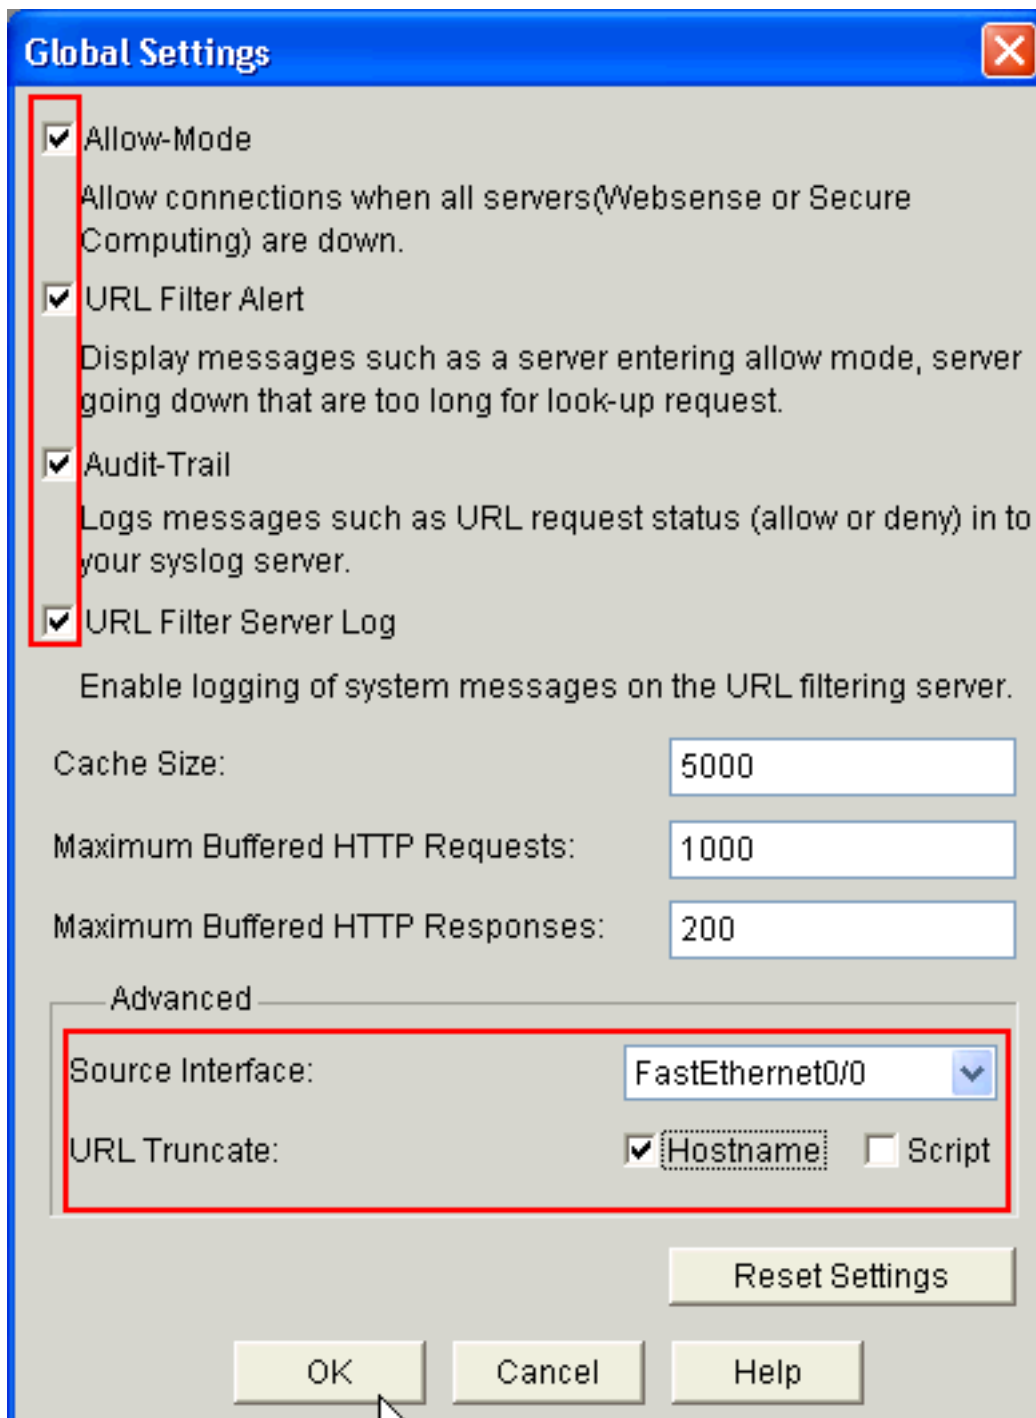 Global Settings
Allow-Mode
Allow connections when all servers(Websense or Secure
Computing) are down.
URL Filter Alert
Display messages such as a server entering allow mode, server
going down that are too long for look-up request.
Audit-Trail
Logs messages such as URL request status (allow or deny) in to
your syslog server.
URL Filter Server Log
Enable logging of system messages on the URL filtering server.
Cache Size: 5000
Maximum Buffered HTTP Requests: 1000
Maximum Buffered HTTP Responses: 200
Advanced
Source Interface: FastEthernet0/0
URL Truncate: Hostname Script
Reset Settings
OK Cancel Help